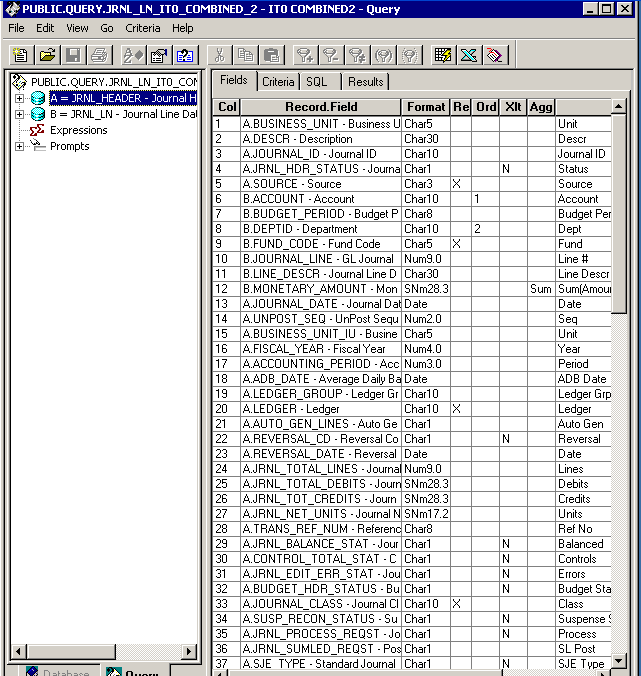 PUBLIC.QUERY.JRNL_LN_IT0_COMBINED_2 - IT0 COMBINED2 - Query
File Edit View Go Criteria Help
PUBLIC.QUERY.JRNL_LN_IT0_COM
A = JRNL_HEADER - Journal H
B = JRNL_LN - Journal Line Dat
Expressions
Prompts
Database Query
Fields Criteria SQL Results
Col Record.Field Format Re Ord Xlt Agg
1 A.BUSINESS_UNIT - Business U Char5 Unit
2 A.DESCR - Description Char30 Descr
3 A.JOURNAL_ID - Journal ID Char10 Journal ID
4 A.JRNL_HDR_STATUS - Journa Char1 N Status
5 A.SOURCE - Source Char3 X Source
6 B.ACCOUNT - Account Char10 1 Account
7 B.BUDGET_PERIOD - Budget P Char8 Budget Per
8 B.DEPTID - Department Char10 2 Dept
9 B.FUND_CODE - Fund Code Char5 X Fund
10 B.JOURNAL_LINE - GL Journal Num9.0 Line #
11 B.LINE_DESCR - Journal Line D Char30 Line Descr
12 B.MONETARY_AMOUNT - Mon SNm28.3 Sum Sum(Amour
13 A.JOURNAL_DATE - Journal Dat Date Date
14 A.UNPOST_SEQ - UnPost Sequ Num2.0 Seq
15 A.BUSINESS_UNIT_IU - Busine Char5 Unit
16 A.FISCAL_YEAR - Fiscal Year Num4.0 Year
17 A.ACCOUNTING_PERIOD - Acc Num3.0 Period
18 A.ADB_DATE - Average Daily Ba Date ADB Date
19 A.LEDGER_GROUP - Ledger Gr Char10 Ledger Grp
20 A.LEDGER - Ledger Char10 X Ledger
21 A.AUTO_GEN_LINES - Auto Ge Char1 Auto Gen
22 A.REVERSAL_CD - Reversal Co Char1 N Reversal
23 A.REVERSAL_DATE - Reversal Date Date
24 A.JRNL_TOTAL_LINES - Journal Num9.0 Lines
25 A.JRNL_TOTAL_DEBITS - Journ SNm28.3 Debits
26 A.JRNL_TOT_CREDITS - Journ SNm28.3 Credits
27 A.JRNL_NET_UNITS - Journal N SNm17.2 Units
28 A.TRANS_REF_NUM - Referenc Char8 Ref No
29 A.JRNL_BALANCE_STAT - Jour Char1 N Balanced
30 A.CONTROL_TOTAL_STAT - C Char1 N Controls
31 A.JRNL_EDIT_ERR_STAT - Jou Char1 N Errors
32 A.BUDGET_HDR_STATUS - Bu Char1 N Budget Sta
33 A.JOURNAL_CLASS - Journal Cl Char10 X Class
34 A.SUSP_RECON_STAT - Su Char1 N Suspense S
35 A.JRNL_PROCESS_REQST - Jo Char1 N Process
36 A.JRNL_SUMLED_REQST - Pos Char1 N SL Post
37 A.SJE_TYPE - Standard Journal Char1 N SJE Type